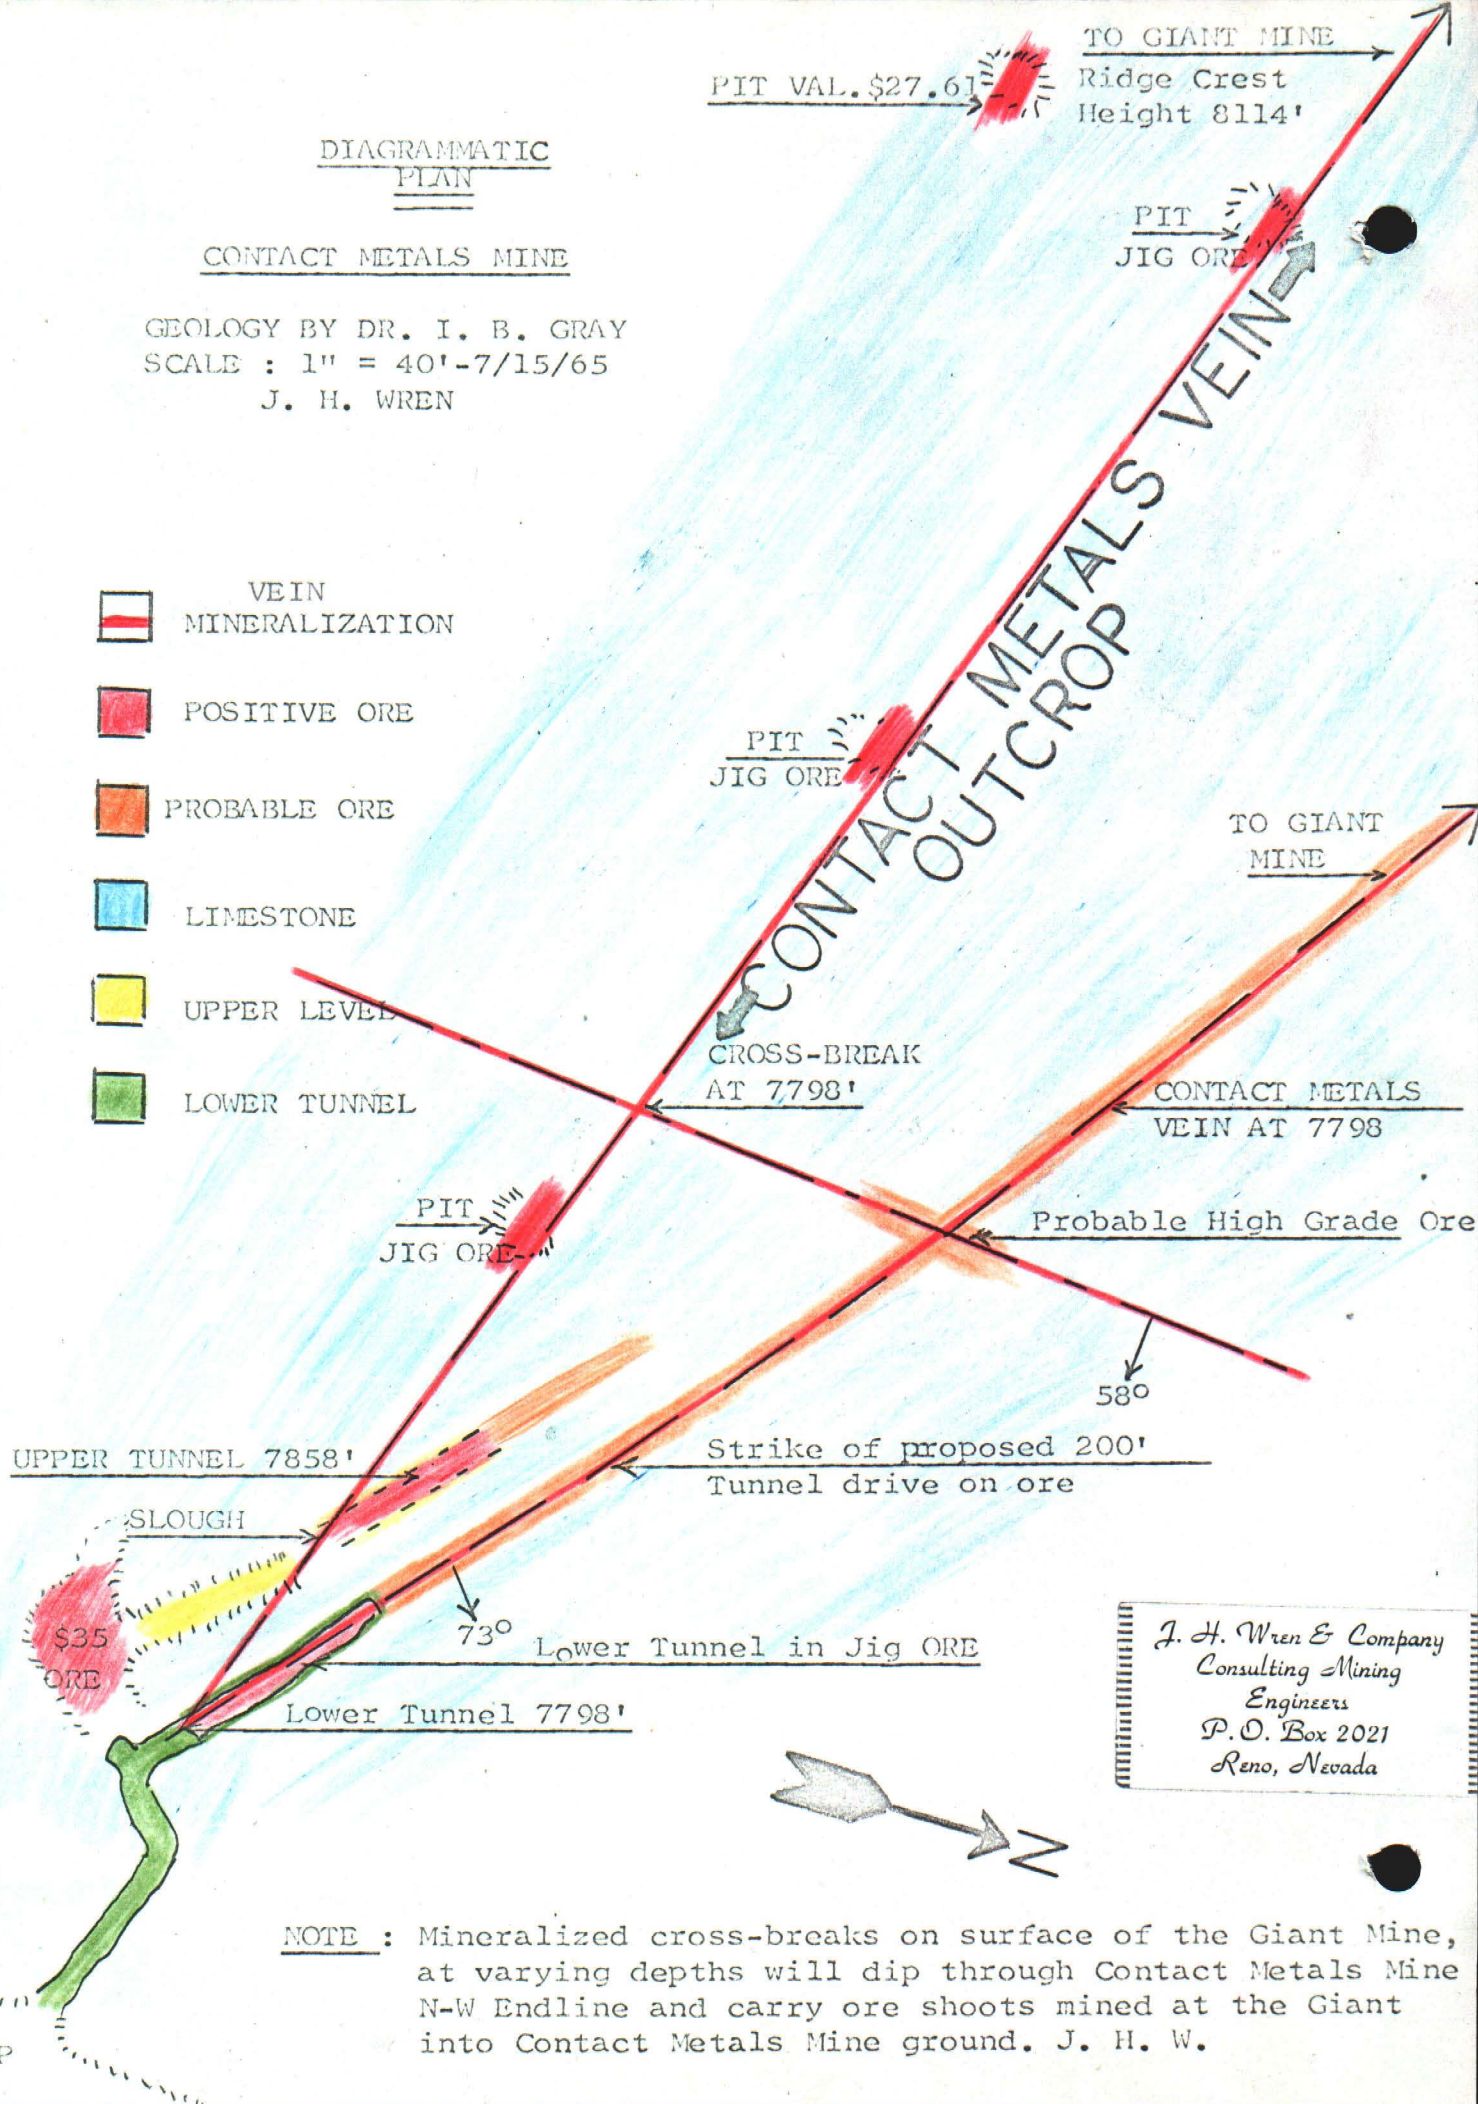 TO GIANT MINE
PIT VAL.$27.61
Ridge Crest
Height 8114'
DIAGRAMMATIC
PLAN
CONTACT METALS MINE
GEOLOGY BY DR. I. B. GRAY
SCALE : 1" = 40'-7/15/65
J. H. WREN
PIT
JIG ORE
CONTACT METALS VEIN
OUTCROP
VEIN
MINERALIZATION
POSITIVE ORE
PROBABLE ORE
LIMESTONE
UPPER LEVEL
LOWER TUNNEL
PIT
JIG ORE
TO GIANT
MINE
CROSS-BREAK
AT 7798'
CONTACT METALS
VEIN AT 7798
PIT
JIG ORE
Probable High Grade Ore
58°
UPPER TUNNEL 7858'
Strike of proposed 200'
Tunnel drive on ore
SLOUGH
$35
ORE
73°
Lower Tunnel in Jig ORE
Lower Tunnel 7798'
J. H. Wren & Company
Consulting Mining
Engineers
P.O. Box 2021
Reno, Nevada
N
NOTE : Mineralized cross-breaks on surface of the Giant Mine,
at varying depths will dip through Contact Metals Mine
N-W Endline and carry ore shoots mined at the Giant
into Contact Metals Mine ground. J. H. W.